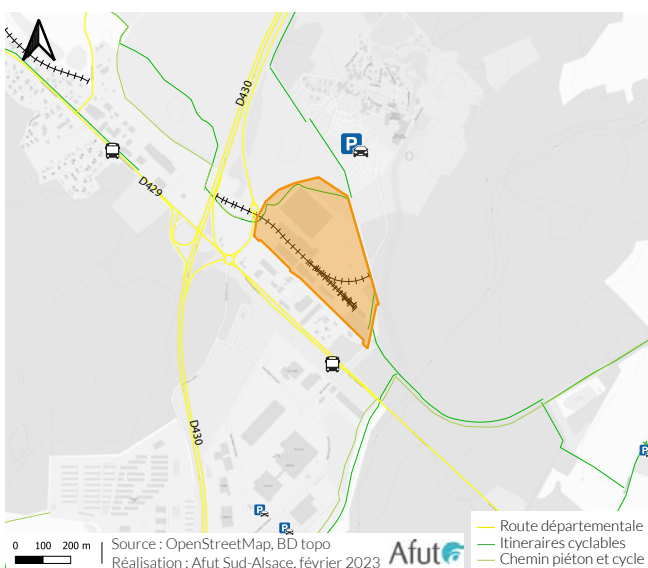 D430
P
D429
D430
P
P
P
0 100 200 m
Source : OpenStreetMap, BD topo
Réalisation : Afut Sud-Alsace, février 2023
Afut
Route départementale
Itineraires cyclables
Chemin piéton et cycle